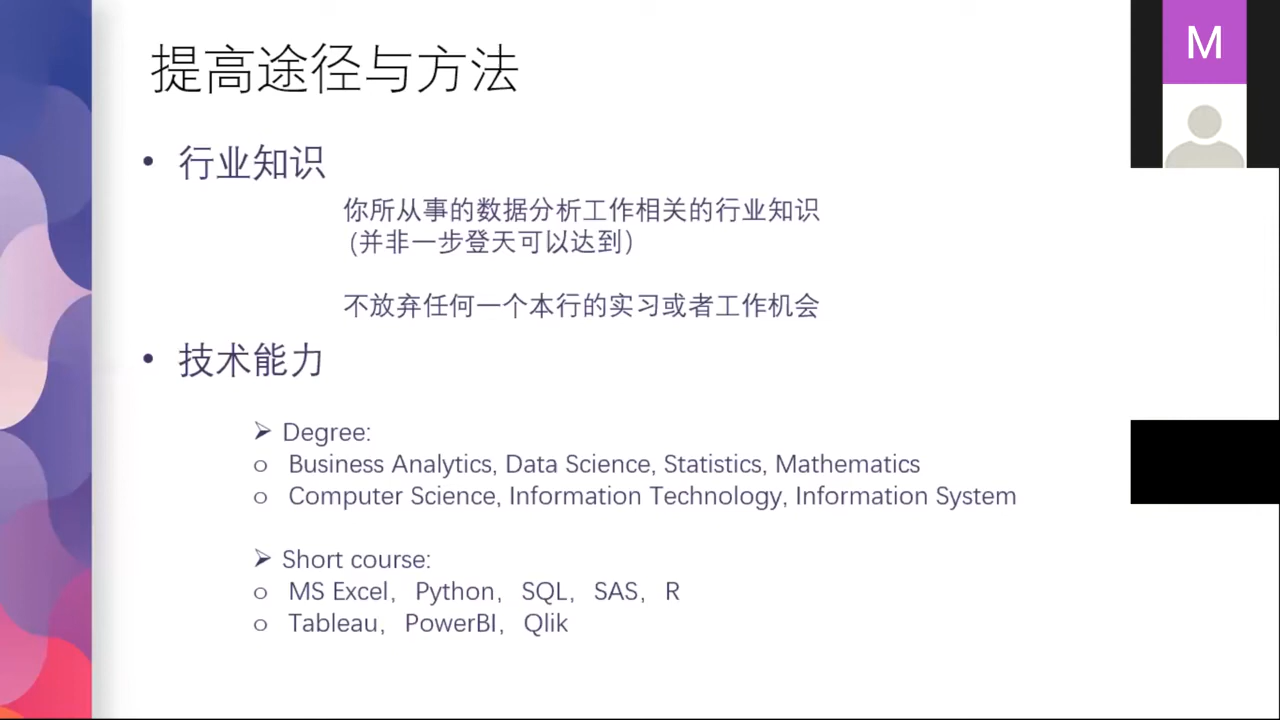 提高途径与方法
M
• 行业知识
你所从事的数据分析工作相关的行业知识
(并非一步登天可以达到）
不放弃任何一个本行的实习或者工作机会
• 技术能力
➢ Degree:
o Business Analytics, Data Science, Statistics, Mathematics
o Computer Science, Information Technology, Information System
➢ Short course:
o MS Excel，Python，SQL，SAS，R
o Tableau，PowerBI，Qlik